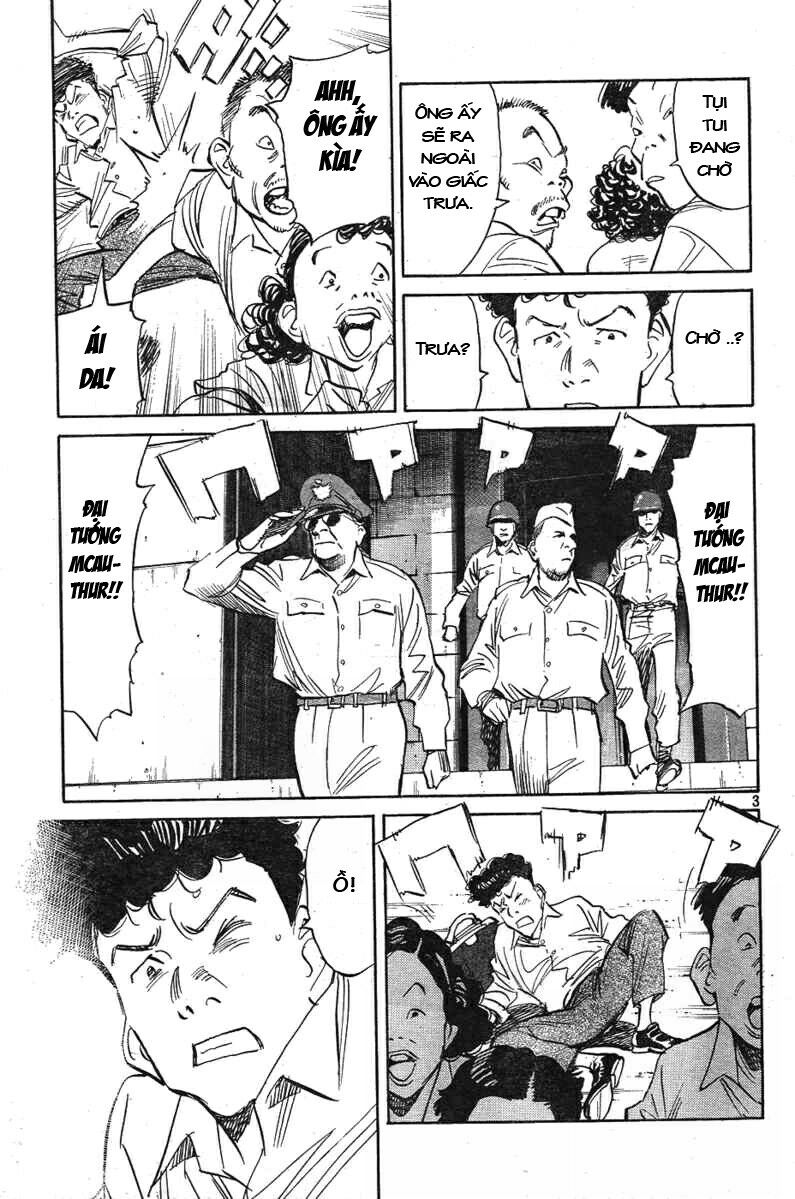 TỤI
TUI
ĐANG
CHỜ
ÔNG ẤY
SẼ RA
NGOÀI
VÀO GIẤC
TRƯA.
CHỜ ..?
TRƯA?
AHH,
ÔNG ẤY
KÌA!
ÁI
DA!
ĐẠI
TƯỚNG
MCAU-
THUR!!
ĐẠI
TƯỚNG
MCAU-
THUR!!
3
Ồ!